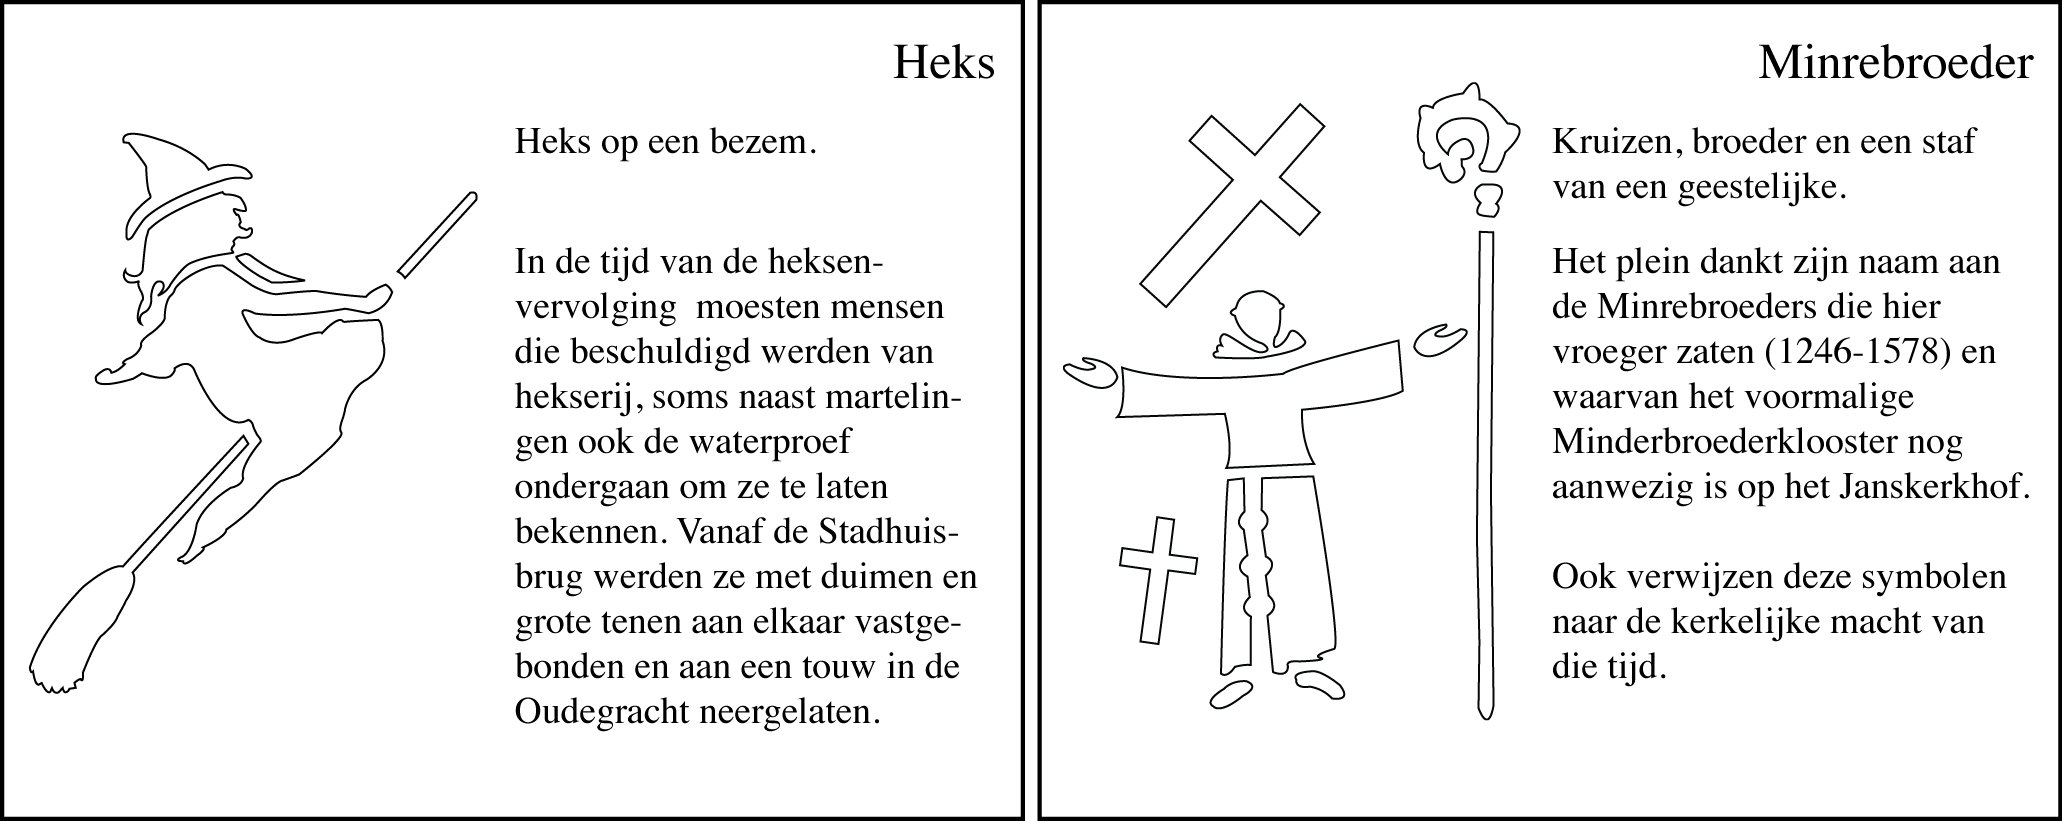 Heks
Heks op een bezem.
In de tijd van de heksen-
vervolging  moesten mensen
die beschuldigd werden van
hekserij, soms naast martelin-
gen ook de waterproef
ondergaan om ze te laten
bekennen. Vanaf de Stadhuis-
brug werden ze met duimen en
grote tenen aan elkaar vastge-
bonden en aan een touw in de
Oudegracht neergelaten.
Minrebroeder
Kruizen, broeder en een staf
van een geestelijke.
Het plein dankt zijn naam aan
de Minrebroeders die hier
vroeger zaten (1246-1578) en
waarvan het voormalige
Minderbroederklooster nog
aanwezig is op het Janskerkhof.
Ook verwijzen deze symbolen
naar de kerkelijke macht van
die tijd.